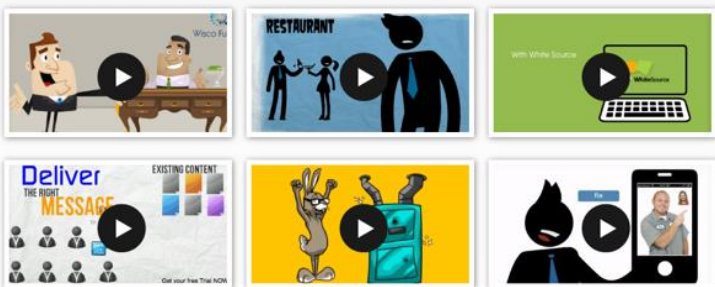 Wisco Fu
RESTAURANT
With White Source
WhiteSource
Deliver
THE RIGHT
MESSAGE
EXISTING CONTENT
Get your free Trial NOW
fix